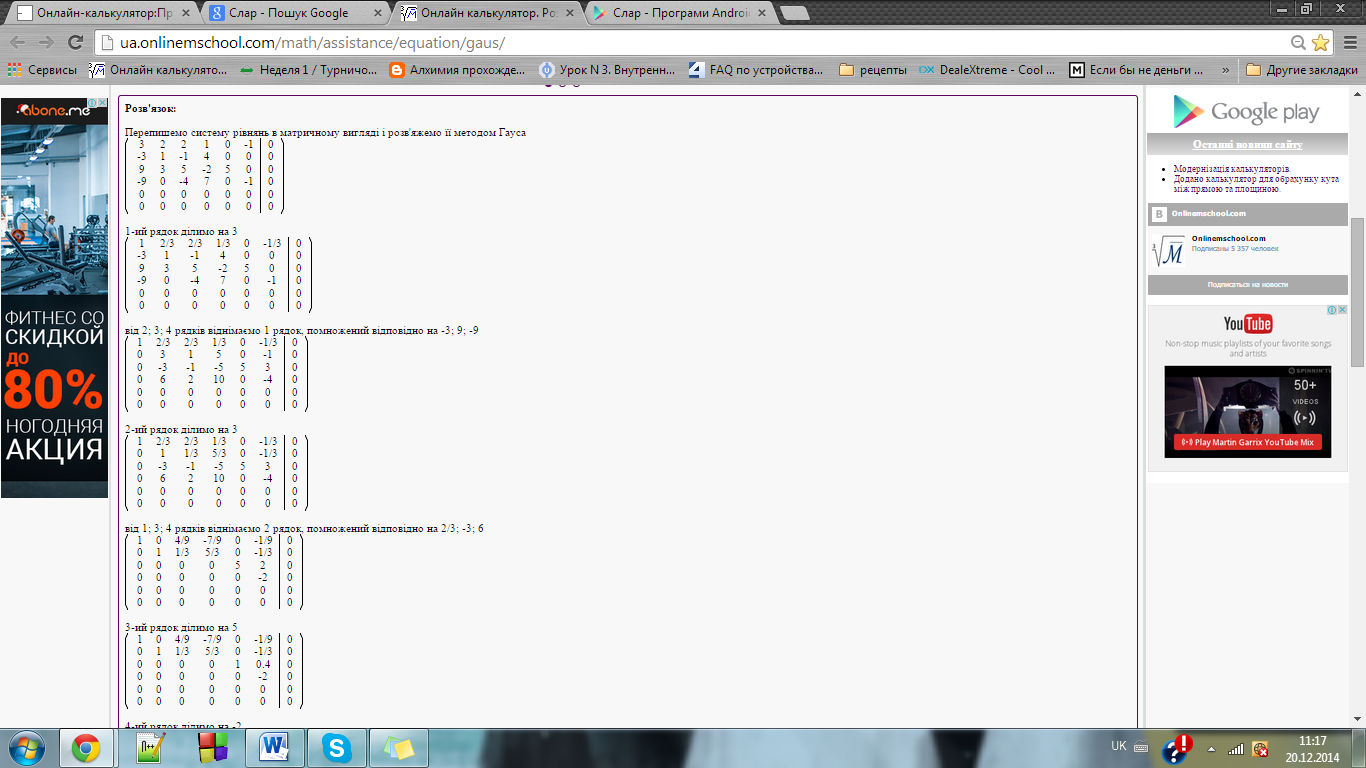 Онлайн-калькулятор:Пр
Слар - Пошук Google
Онлайн калькулятор. Ро
Слар - Програми Androi
ua.onlinemschool.com/math/assistance/equation/gaus/
Сервисы
Онлайн калькулято...
Неделя 1 / Турничо...
Алхимия прохожде...
Урок N 3. Внутренн...
FAQ по устройства...
рецепты
DX DealeXtreme - Cool ...
M Если бы не деньги ...
»
Другие закладки
abone.me
ФИТНЕС СО
СКИДКОЙ
ДО
80%
НОГОДНЯЯ
АКЦИЯ
Розв'язок:
Перепишемо систему рівнянь в матричному вигляді і розв'яжемо її методом Гауса
3 2 2 1 0 -1 0
-3 1 -1 4 0 0 0
9 3 5 -2 5 0 0
-9 0 -4 7 0 -1 0
0 0 0 0 0 0 0
0 0 0 0 0 0 0
1-ий рядок ділимо на 3
1 2/3 2/3 1/3 0 -1/3 0
-3 1 -1 4 0 0 0
9 3 5 -2 5 0 0
-9 0 -4 7 0 -1 0
0 0 0 0 0 0 0
0 0 0 0 0 0 0
від 2; 3; 4 рядків віднімаємо 1 рядок, помножений відповідно на -3; 9; -9
1 2/3 2/3 1/3 0 -1/3 0
0 3 1 5 0 -1 0
0 -3 -1 -5 5 3 0
0 6 2 10 0 -4 0
0 0 0 0 0 0 0
0 0 0 0 0 0 0
2-ий рядок ділимо на 3
1 2/3 2/3 1/3 0 -1/3 0
0 1 1/3 5/3 0 -1/3 0
0 -3 -1 -5 5 3 0
0 6 2 10 0 -4 0
0 0 0 0 0 0 0
0 0 0 0 0 0 0
від 1; 3; 4 рядків віднімаємо 2 рядок, помножений відповідно на 2/3; -3; 6
1 0 4/9 -7/9 0 -1/9 0
0 1 1/3 5/3 0 -1/3 0
0 0 0 0 5 2 0
0 0 0 0 0 -2 0
0 0 0 0 0 0 0
0 0 0 0 0 0 0
3-ий рядок ділимо на 5
1 0 4/9 -7/9 0 -1/9 0
0 1 1/3 5/3 0 -1/3 0
0 0 0 0 1 0.4 0
0 0 0 0 0 -2 0
0 0 0 0 0 0 0
0 0 0 0 0 0 0
4-ий рядок ділимо на -2
Google play
Останні новини сайту
Модернізація калькуляторів.
Додано калькулятор для обрахунку кута
між прямою та площиною.
B Onlinemschool.com
Onlinemschool.com
Подписаны 5 357 человек
Подписаться на новости
YouTube
Non-stop music playlists of your favorite songs
and artists
50+
VIDEOS
Play Martin Garrix YouTube Mix
UK
11:17
20.12.2014